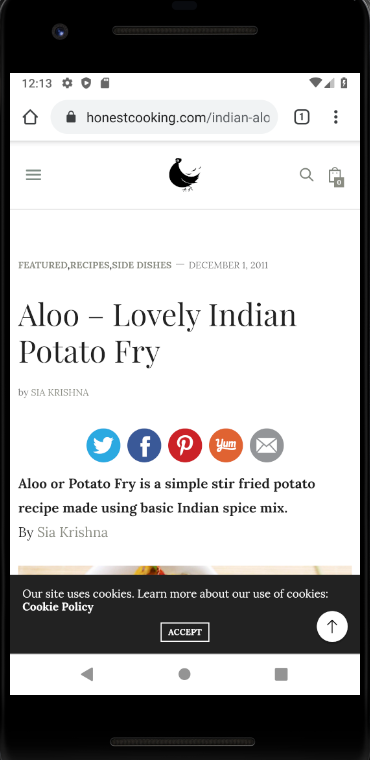 12:13
honestcooking.com/indian-alo
1
0
FEATURED,RECIPES,SIDE DISHES — DECEMBER 1, 2011
Aloo – Lovely Indian
Potato Fry
by SIA KRISHNA
Yum
Aloo or Potato Fry is a simple stir fried potato
recipe made using basic Indian spice mix.
By Sia Krishna
Our site uses cookies. Learn more about our use of cookies:
Cookie Policy
ACCEPT